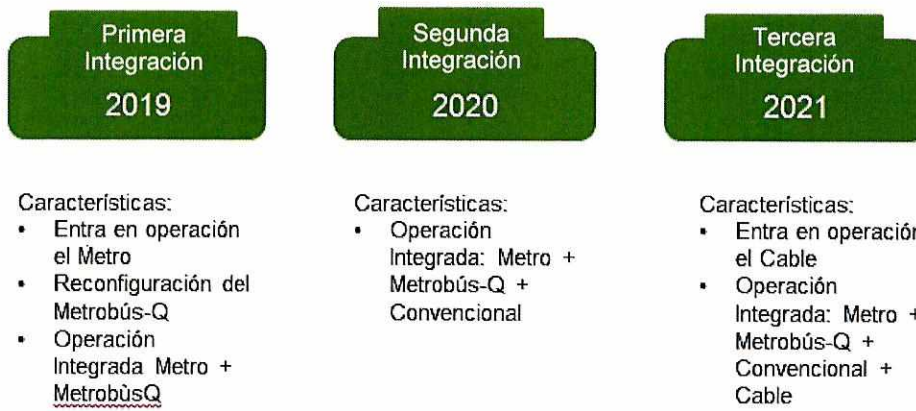 Primera
Integración
2019
Características:
• Entra en operación
el Metro
• Reconfiguración del
Metrobús-Q
• Operación
Integrada Metro +
MetrobùsQ
Segunda
Integración
2020
Características:
• Operación
Integrada: Metro +
Metrobús-Q +
Convencional
Tercera
Integración
2021
Características:
• Entra en operación
el Cable
• Operación
Integrada: Metro +
Metrobús-Q +
Convencional +
Cable